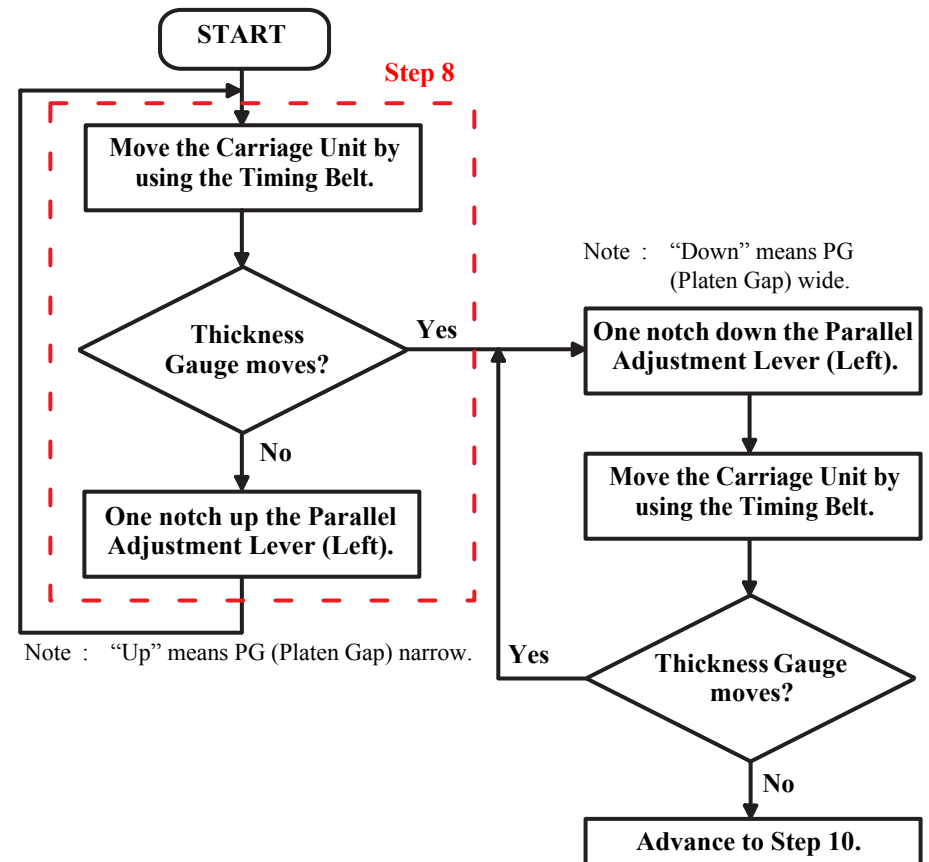 START
Step 8
Move the Carriage Unit by
using the Timing Belt.
Thickness
Gauge moves?
Yes
No
One notch up the Parallel
Adjustment Lever (Left).
Note : “Up” means PG (Platen Gap) narrow.
Note : “Down” means PG
(Platen Gap) wide.
One notch down the Parallel
Adjustment Lever (Left).
Move the Carriage Unit by
using the Timing Belt.
Thickness Gauge
moves?
Yes
No
Advance to Step 10.